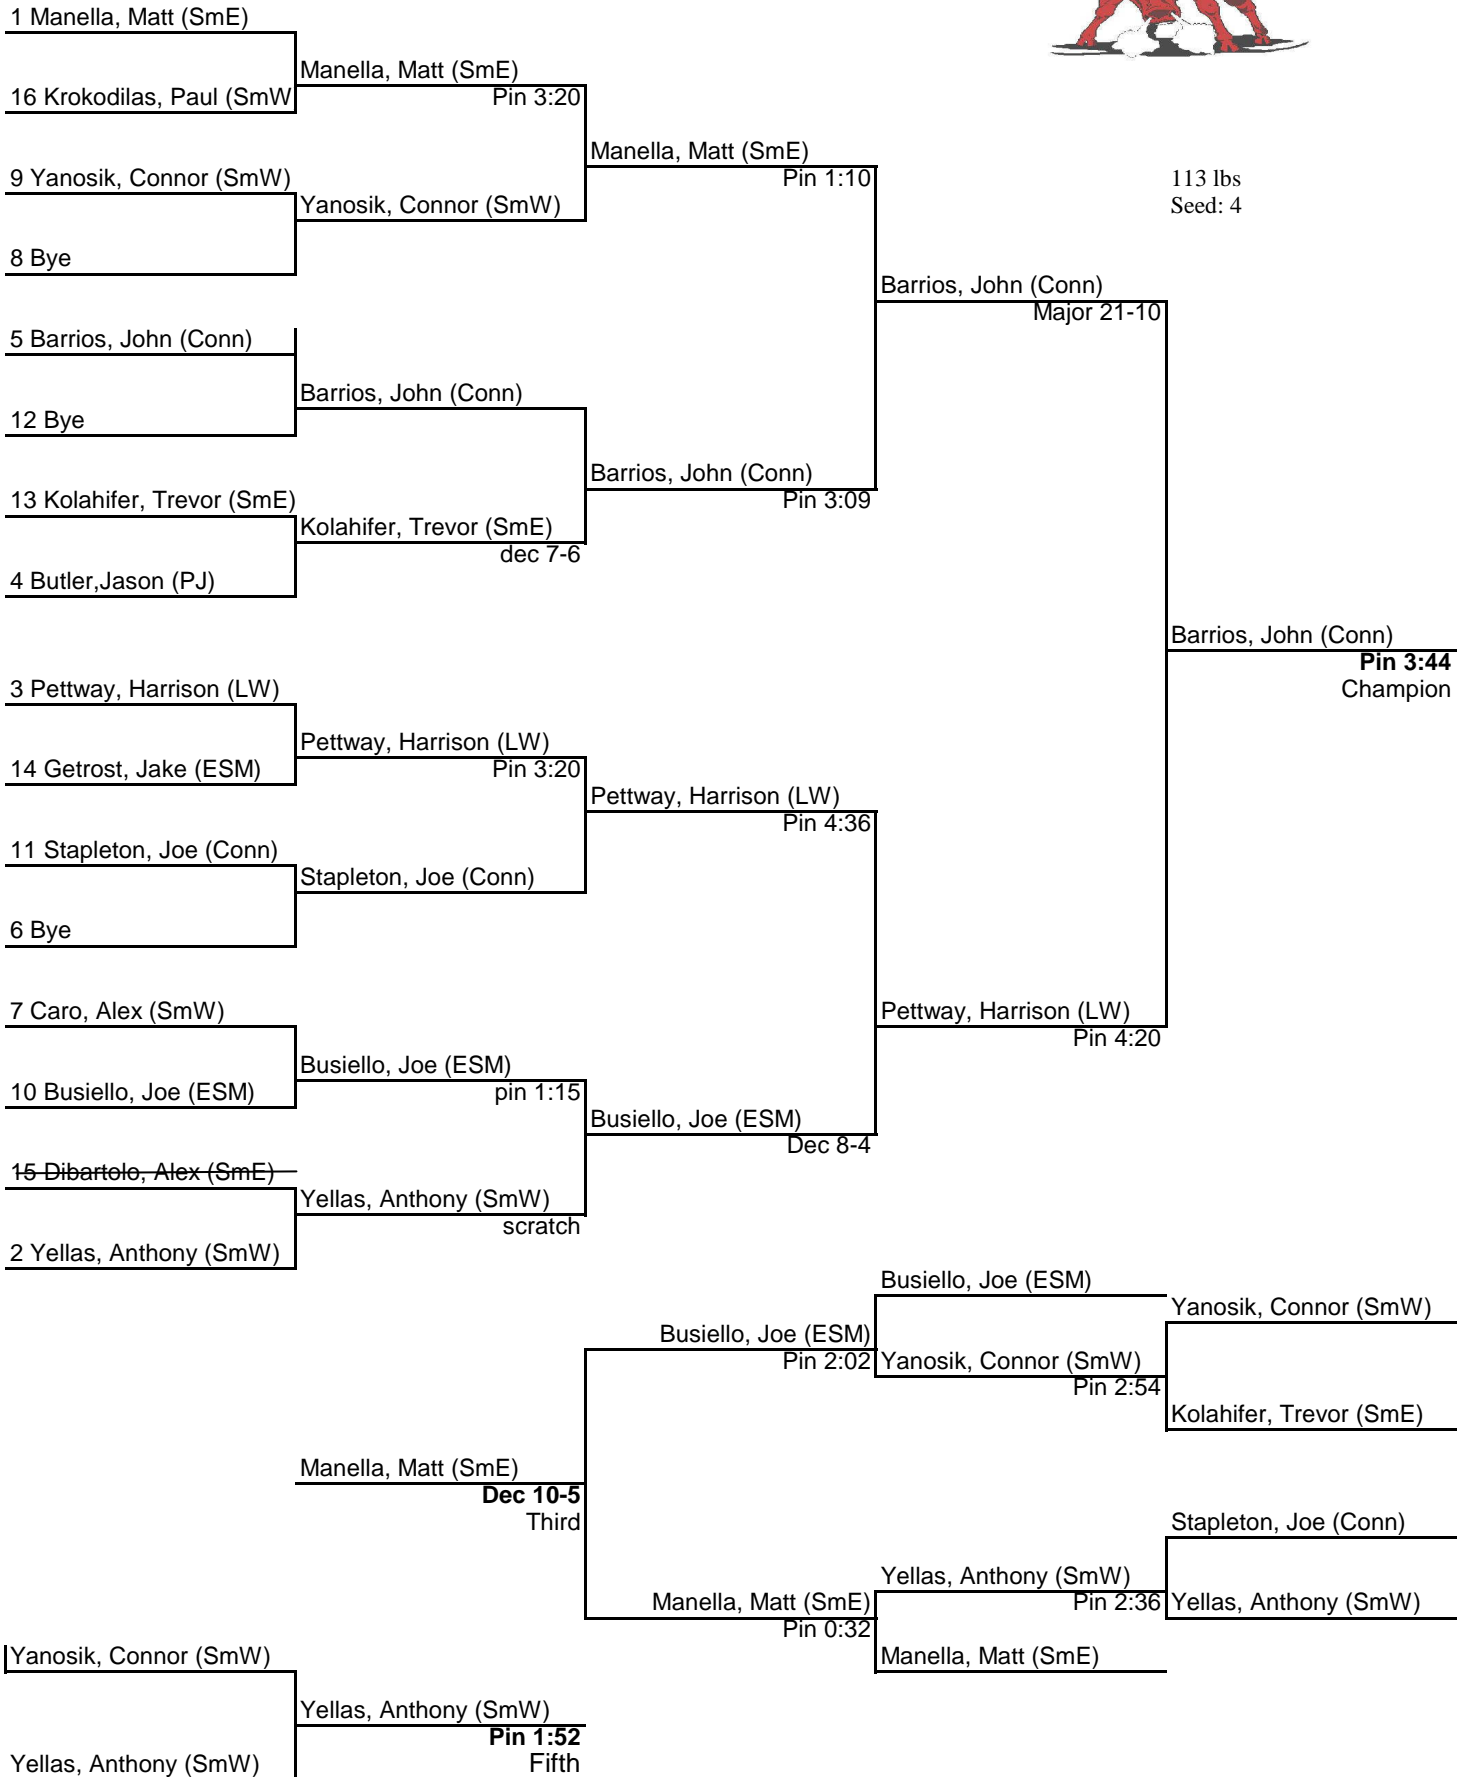 1 Manella, Matt (SmE)
Manella, Matt (SmE)
16 Krokodilas, Paul (SmW
Pin 3:20
Manella, Matt (SmE)
9 Yanosik, Connor (SmW)
Pin 1:10
113 lbs
Yanosik, Connor (SmW)
Seed: 4
8 Bye
Barrios, John (Conn)
Major 21-10
5 Barrios, John (Conn)
Barrios, John (Conn)
12 Bye
Barrios, John (Conn)
13 Kolahifer, Trevor (SmE)
Pin 3:09
Kolahifer, Trevor (SmE)
dec 7-6
4 Butler,Jason (PJ)
Barrios, John (Conn)
Pin 3:44
3 Pettway, Harrison (LW)
Champion
Pettway, Harrison (LW)
14 Getrost, Jake (ESM)
Pin 3:20
Pettway, Harrison (LW)
Pin 4:36
11 Stapleton, Joe (Conn)
Stapleton, Joe (Conn)
6 Bye
7 Caro, Alex (SmW)
Pettway, Harrison (LW)
Pin 4:20
Busiello, Joe (ESM)
10 Busiello, Joe (ESM)
pin 1:15
Busiello, Joe (ESM)
Dec 8-4
15 Dibartolo, Alex (SmE)
Yellas, Anthony (SmW)
scratch
2 Yellas, Anthony (SmW)
Busiello, Joe (ESM)
Yanosik, Connor (SmW)
Busiello, Joe (ESM)
Pin 2:02
Yanosik, Connor (SmW)
Pin 2:54
Kolahifer, Trevor (SmE)
Manella, Matt (SmE)
Dec 10-5
Third
Stapleton, Joe (Conn)
Yellas, Anthony (SmW)
Manella, Matt (SmE)
Pin 2:36
Yellas, Anthony (SmW)
Pin 0:32
Manella, Matt (SmE)
Yanosik, Connor (SmW)
Yellas, Anthony (SmW)
Pin 1:52
Yellas, Anthony (SmW)
Fifth